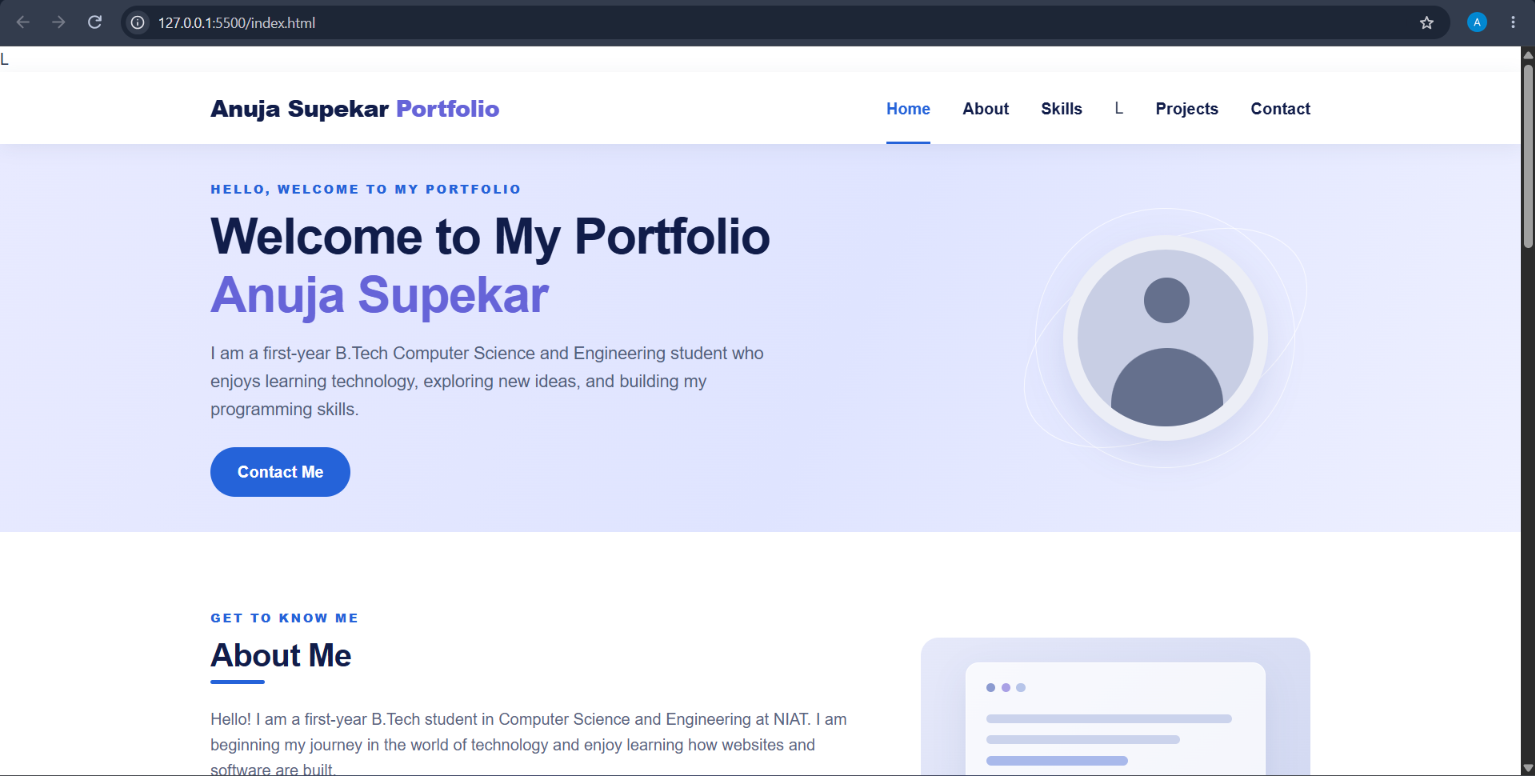 127.0.0.1:5500/index.html
A
L
Anuja Supekar Portfolio
Home About Skills L Projects Contact
HELLO, WELCOME TO MY PORTFOLIO
Welcome to My Portfolio
Anuja Supekar
I am a first-year B.Tech Computer Science and Engineering student who
enjoys learning technology, exploring new ideas, and building my
programming skills.
Contact Me
GET TO KNOW ME
About Me
Hello! I am a first-year B.Tech student in Computer Science and Engineering at NIAT. I am
beginning my journey in the world of technology and enjoy learning how websites and
software are built.